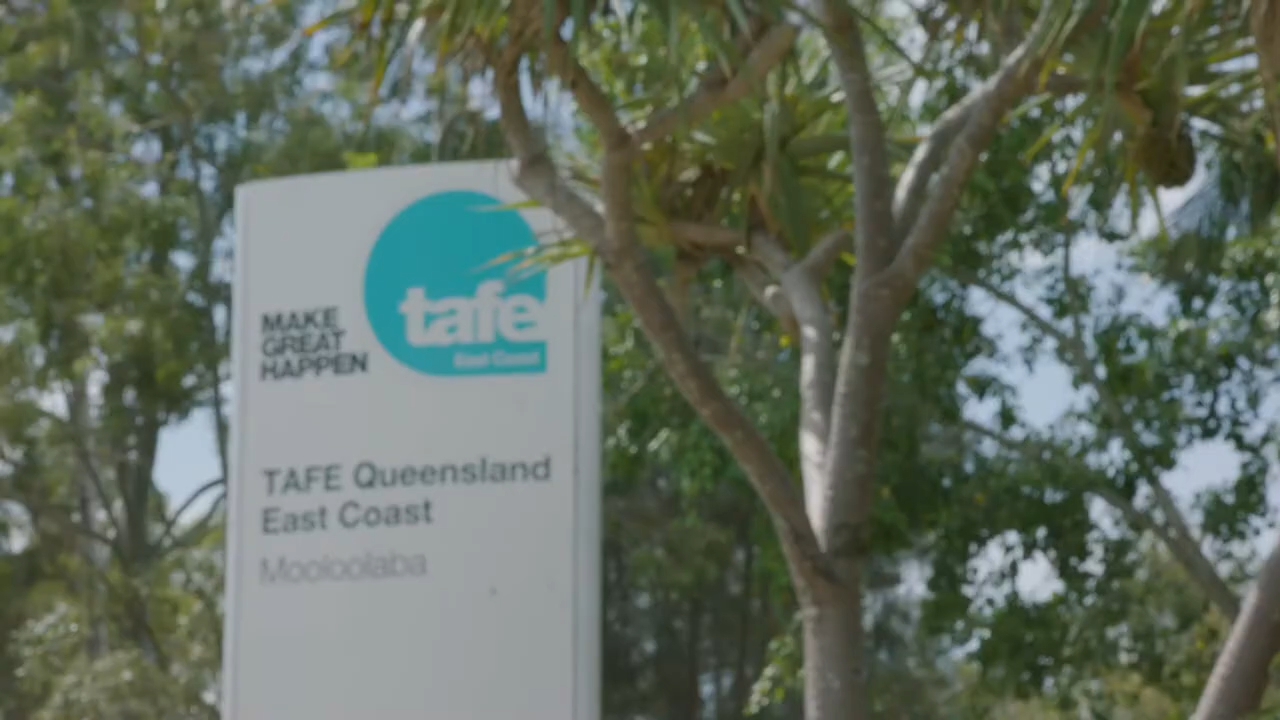 MAKE
GREAT
HAPPEN
tafe
East Coast
TAFE Queensland
East Coast
Mooloolaba